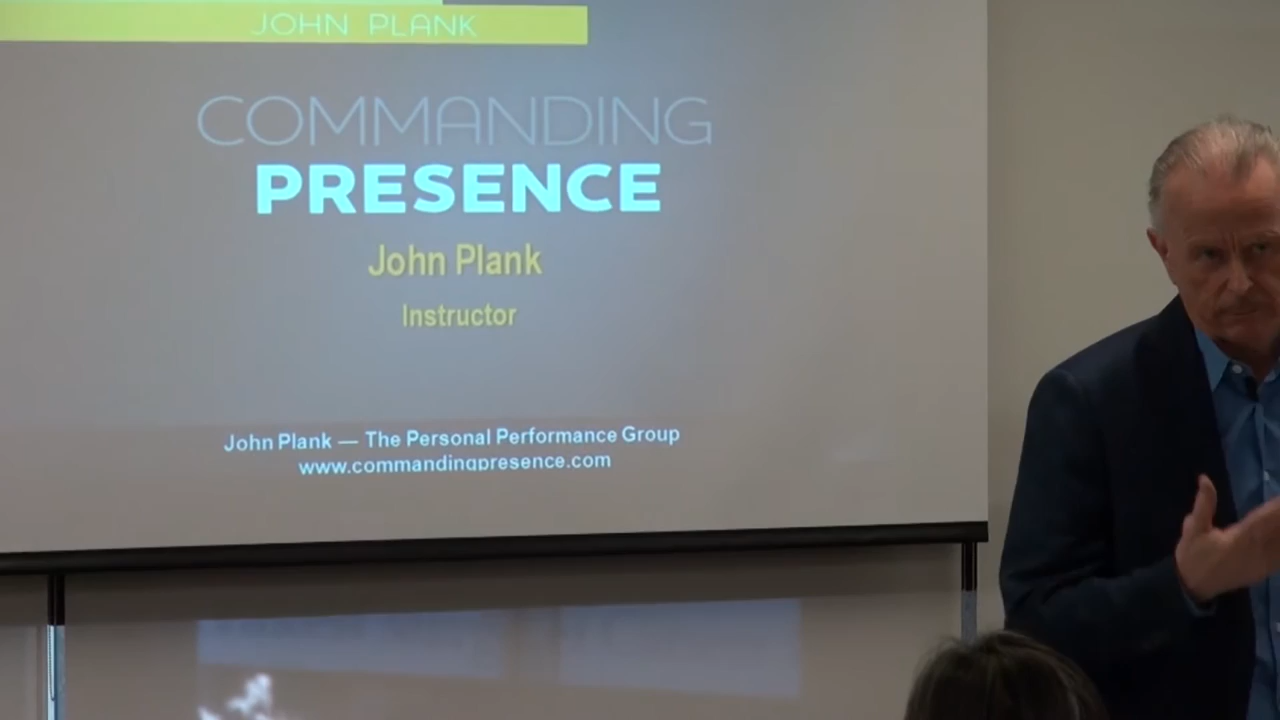 JOHN PLANK
COMMANDING
PRESENCE
John Plank
Instructor
John Plank — The Personal Performance Group
www.commandingpresence.com